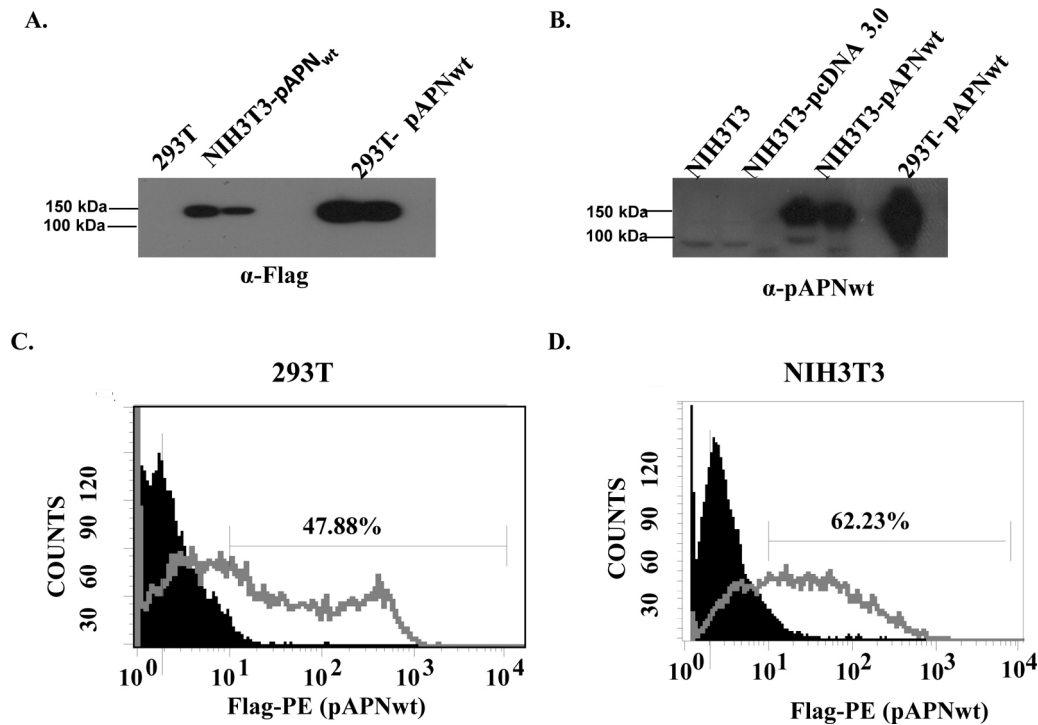 A.
293T
NIH3T3-pAPNwt
293T- pAPNwt
150 kDa
100 kDa
α-Flag
B.
NIH3T3
NIH3T3-pcDNA 3.0
NIH3T3-pAPNwt
293T- pAPNwt
150 kDa
100 kDa
α-pAPNwt
C.
293T
COUNTS
120
90
60
30
47.88%
10^0 10^1 10^2 10^3 10^4
Flag-PE (pAPNwt)
D.
NIH3T3
COUNTS
120
90
60
30
62.23%
10^0 10^1 10^2 10^3 10^4
Flag-PE (pAPNwt)